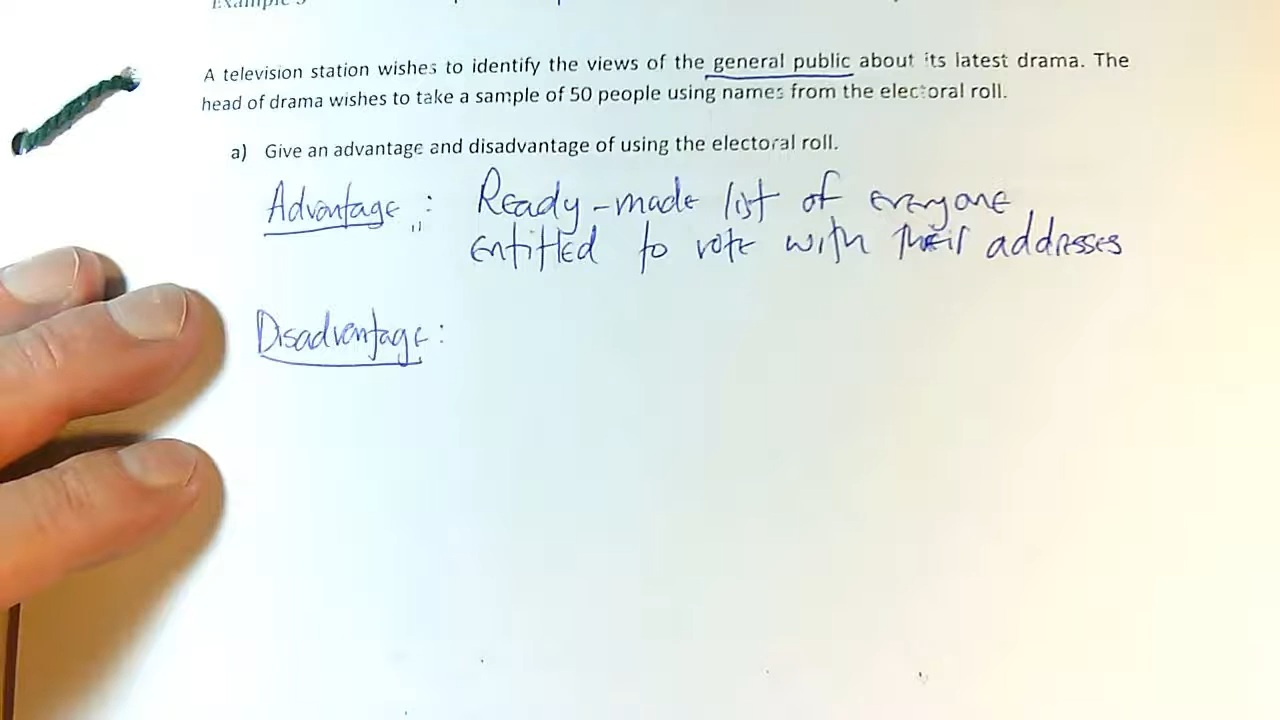 Example 3
A television station wishes to identify the views of the general public about its latest drama. The
head of drama wishes to take a sample of 50 people using names from the electoral roll.
a) Give an advantage and disadvantage of using the electoral roll.
Advantage : Ready-made list of everyone
entitled to vote with their addresses
Disadvantage :